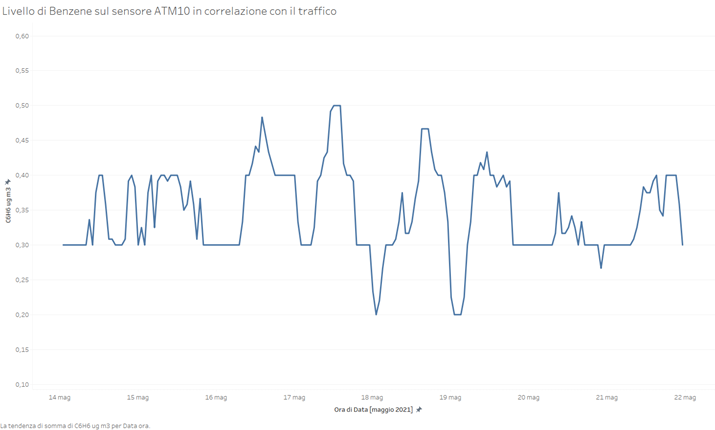 Livello di Benzene sul sensore ATM10 in correlazione con il traffico
0,60
0,55
0,50
0,45
0,40
0,35
0,30
0,25
0,20
0,15
0,10
C6H6 ug m3
14 mag 15 mag 16 mag 17 mag 18 mag 19 mag 20 mag 21 mag 22 mag
Ora di Data [maggio 2021]
La tendenza di somma di C6H6 ug m3 per Data ora.